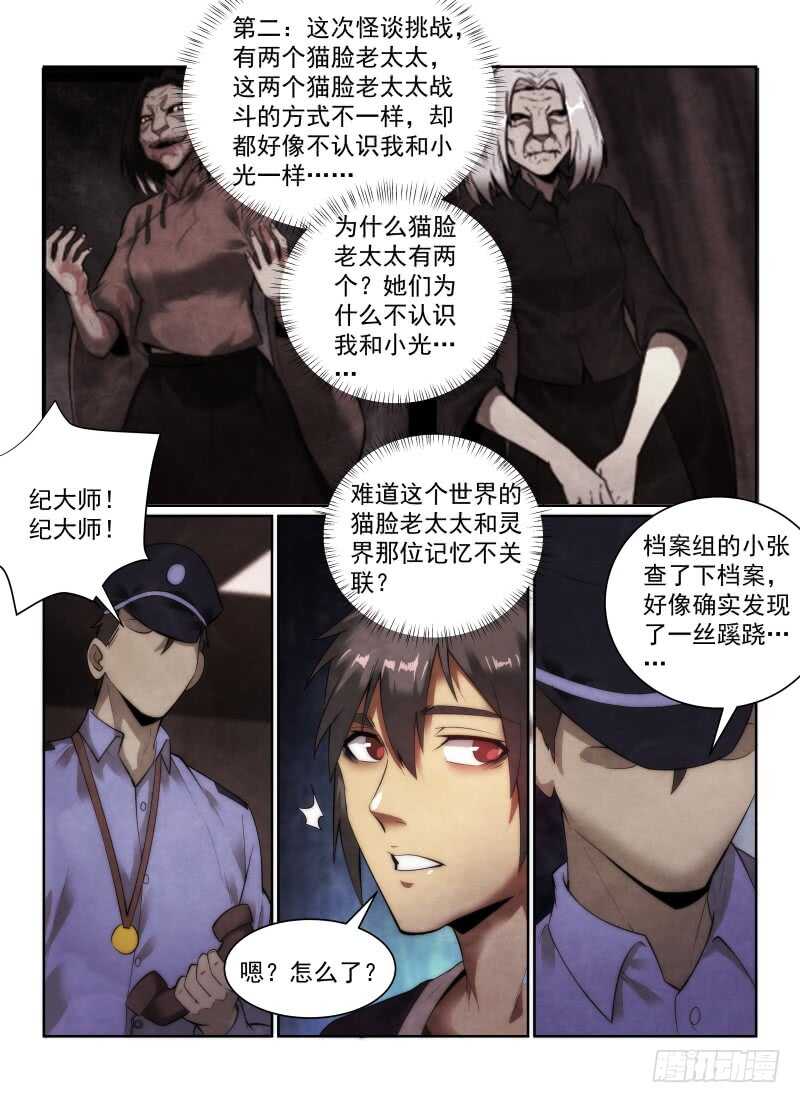 第二：这次怪谈挑战，
有两个猫脸老太太，
这两个猫脸老太太战
斗的方式不一样，却
都好像不认识我和小
光一样……
为什么猫脸
老太太有两
个？她们为
什么不认识
我和小光…
…
纪大师！
纪大师！
难道这个世界的
猫脸老太太和灵
界那位记忆不关
联？
嗯？怎么了？
档案组的小张
查了下档案，
好像确实发现
了一丝蹊跷…
…
腾讯动漫